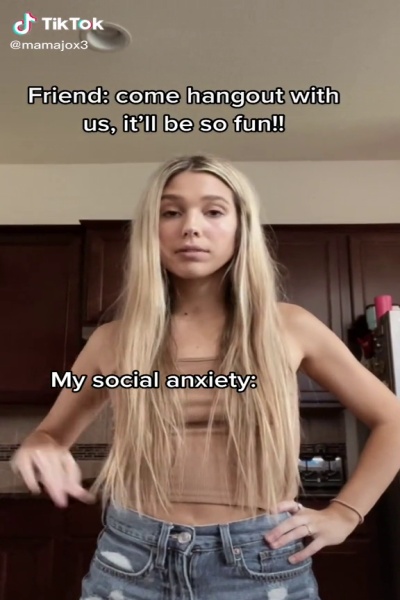 TikTok
@mamajox3
Friend: come hangout with
us, it'll be so fun!!
My social anxiety: